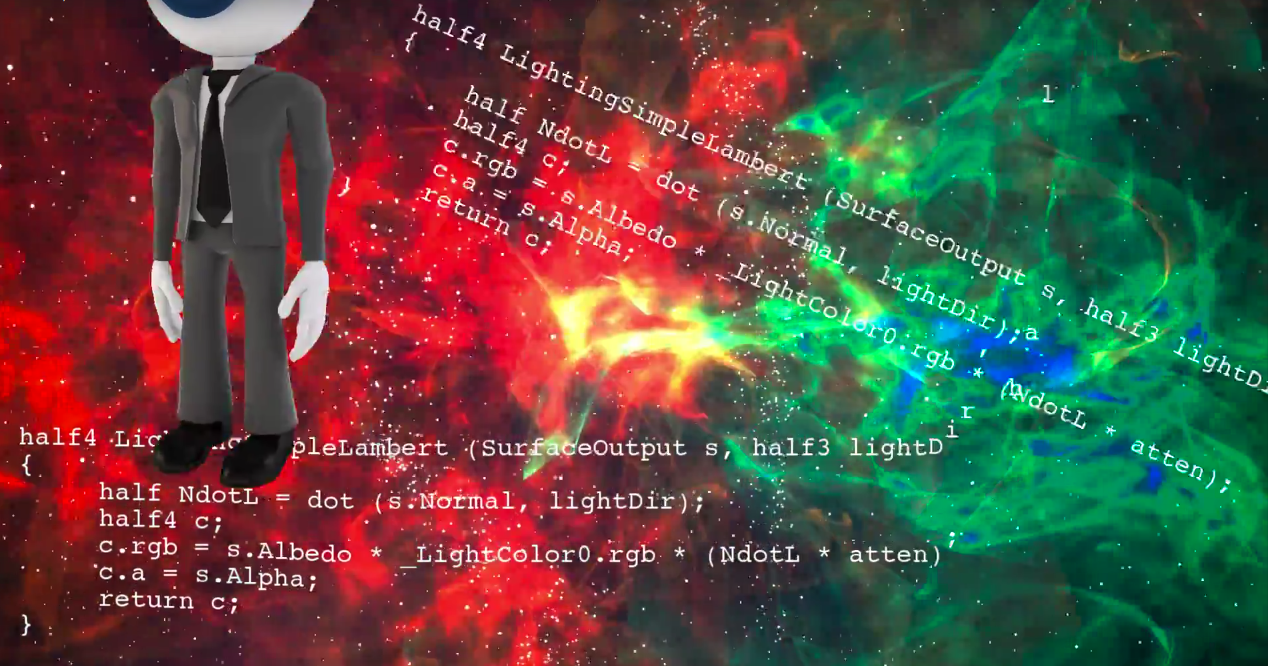 half4 LightingSimpleLambert (SurfaceOutput s, half3 lightDi
{
half NdotL = dot (s.Normal, lightDir);
half4 c;
c.rgb = s.Albedo * _LightColor0.rgb * (NdotL * atten);
c.a = s.Alpha;
return c;
}
l
a
,
r
i
half4 Lig pleLambert (SurfaceOutput s, half3 lightD
{
half NdotL = dot (s.Normal, lightDir);
half4 c;
c.rgb = s.Albedo * _LightColor0.rgb * (NdotL * atten)
;
c.a = s.Alpha;
return c;
}